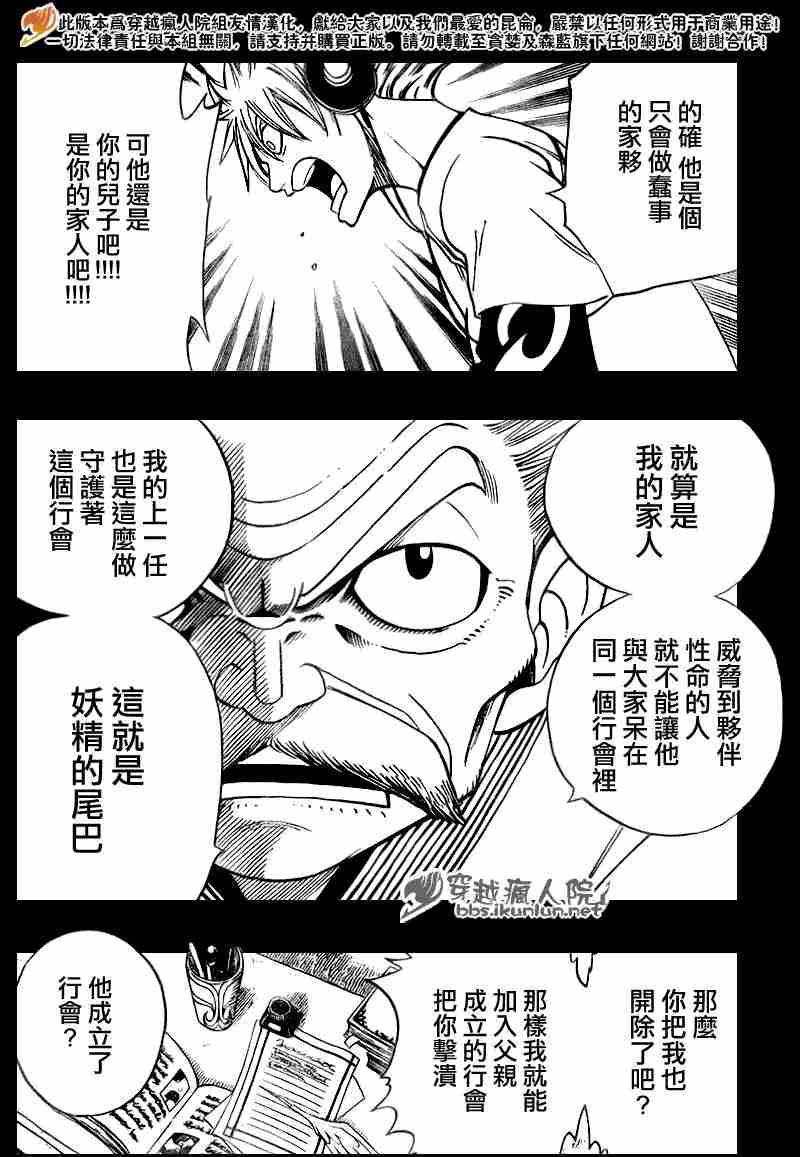 此版本爲穿越瘋人院組友情漢化，獻給大家以及我們最愛的昆侖，嚴禁以任何形式用于商業用途！
一切法律責任與本組無關，請支持并購買正版。請勿轉載至貪婪及森藍旗下任何網站！謝謝合作！
的確 他是個
只會做蠢事
的家夥
可他還是
你的兒子吧!!!!
是你的家人吧!!!!
就算是
我的家人
威脅到夥伴
性命的人
就不能讓他
與大家呆在
同一個行會裡
我的上一任
也是這麼做
守護著
這個行會
這就是
妖精的尾巴
穿越瘋人院
bbs.ikunlun.net
那麼
你把我也
開除了吧？
那樣我就能
加入父親
成立的行會
把你擊潰
他成立了
行會？